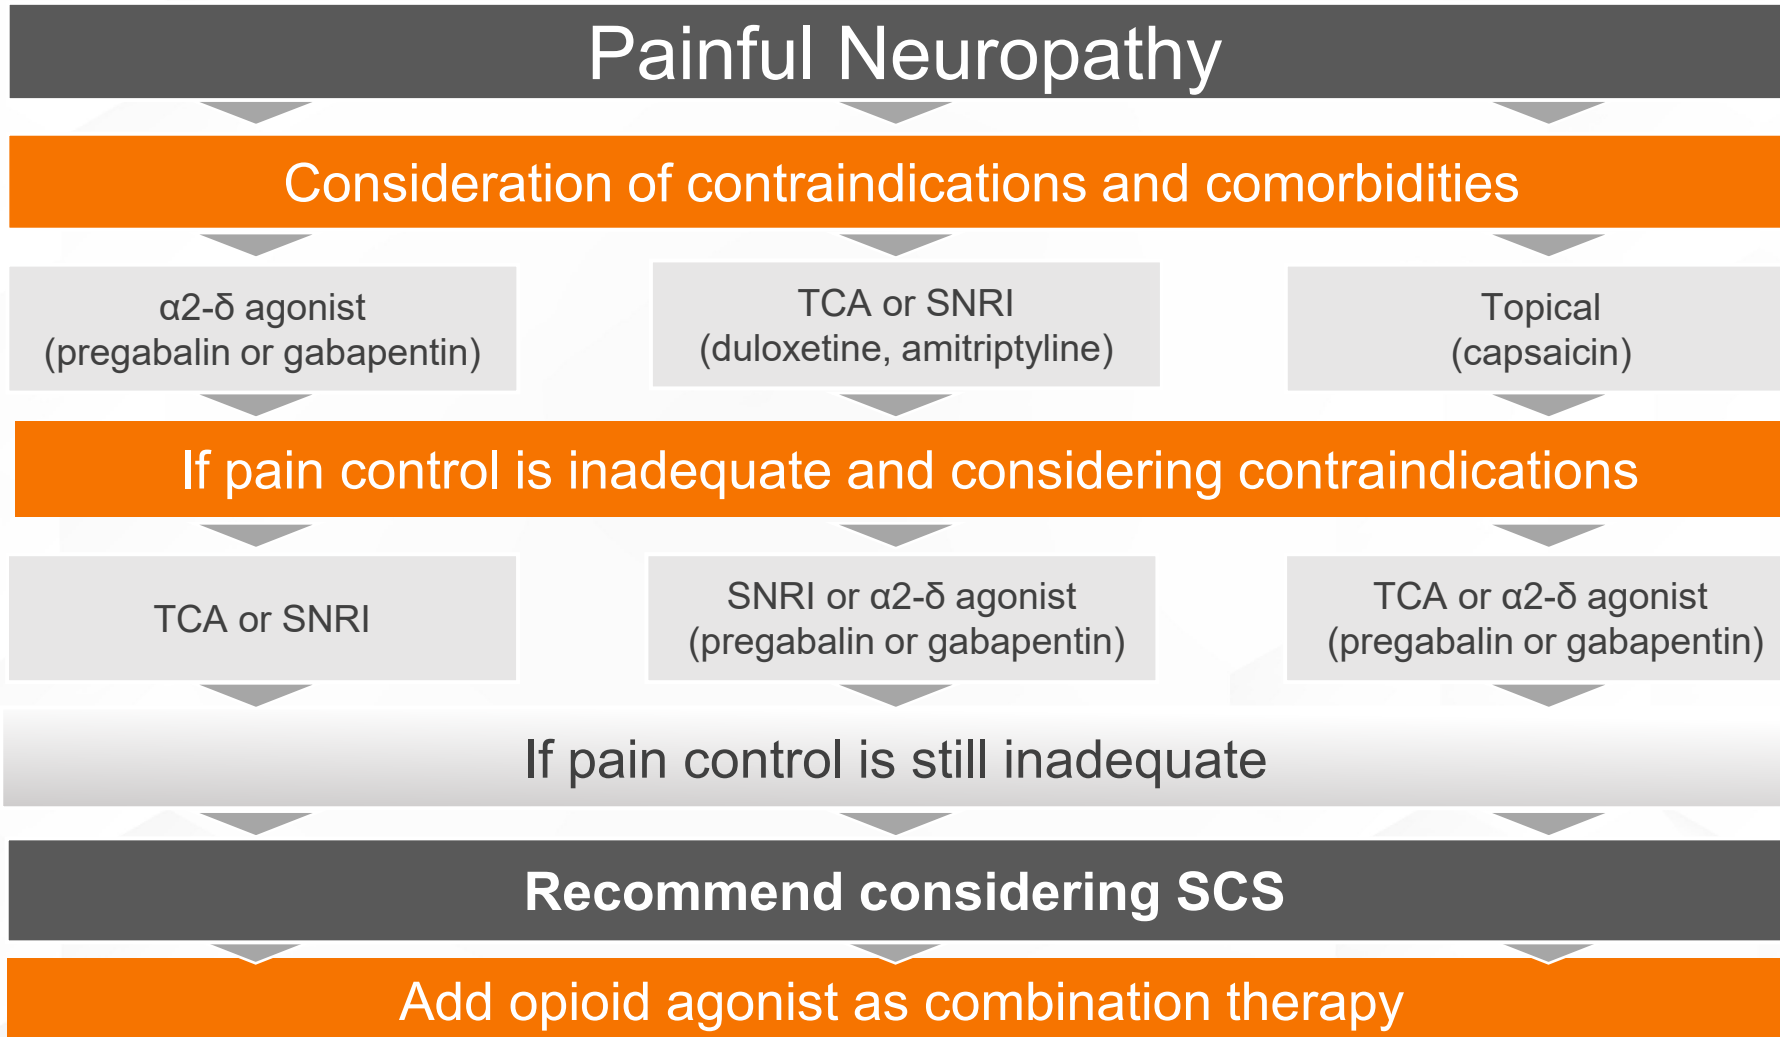 Painful Neuropathy
Consideration of contraindications and comorbidities
α2-δ agonist
(pregabalin or gabapentin)
TCA or SNRI
(duloxetine, amitriptyline)
Topical
(capsaicin)
If pain control is inadequate and considering contraindications
TCA or SNRI
SNRI or α2-δ agonist
(pregabalin or gabapentin)
TCA or α2-δ agonist
(pregabalin or gabapentin)
If pain control is still inadequate
Recommend considering SCS
Add opioid agonist as combination therapy